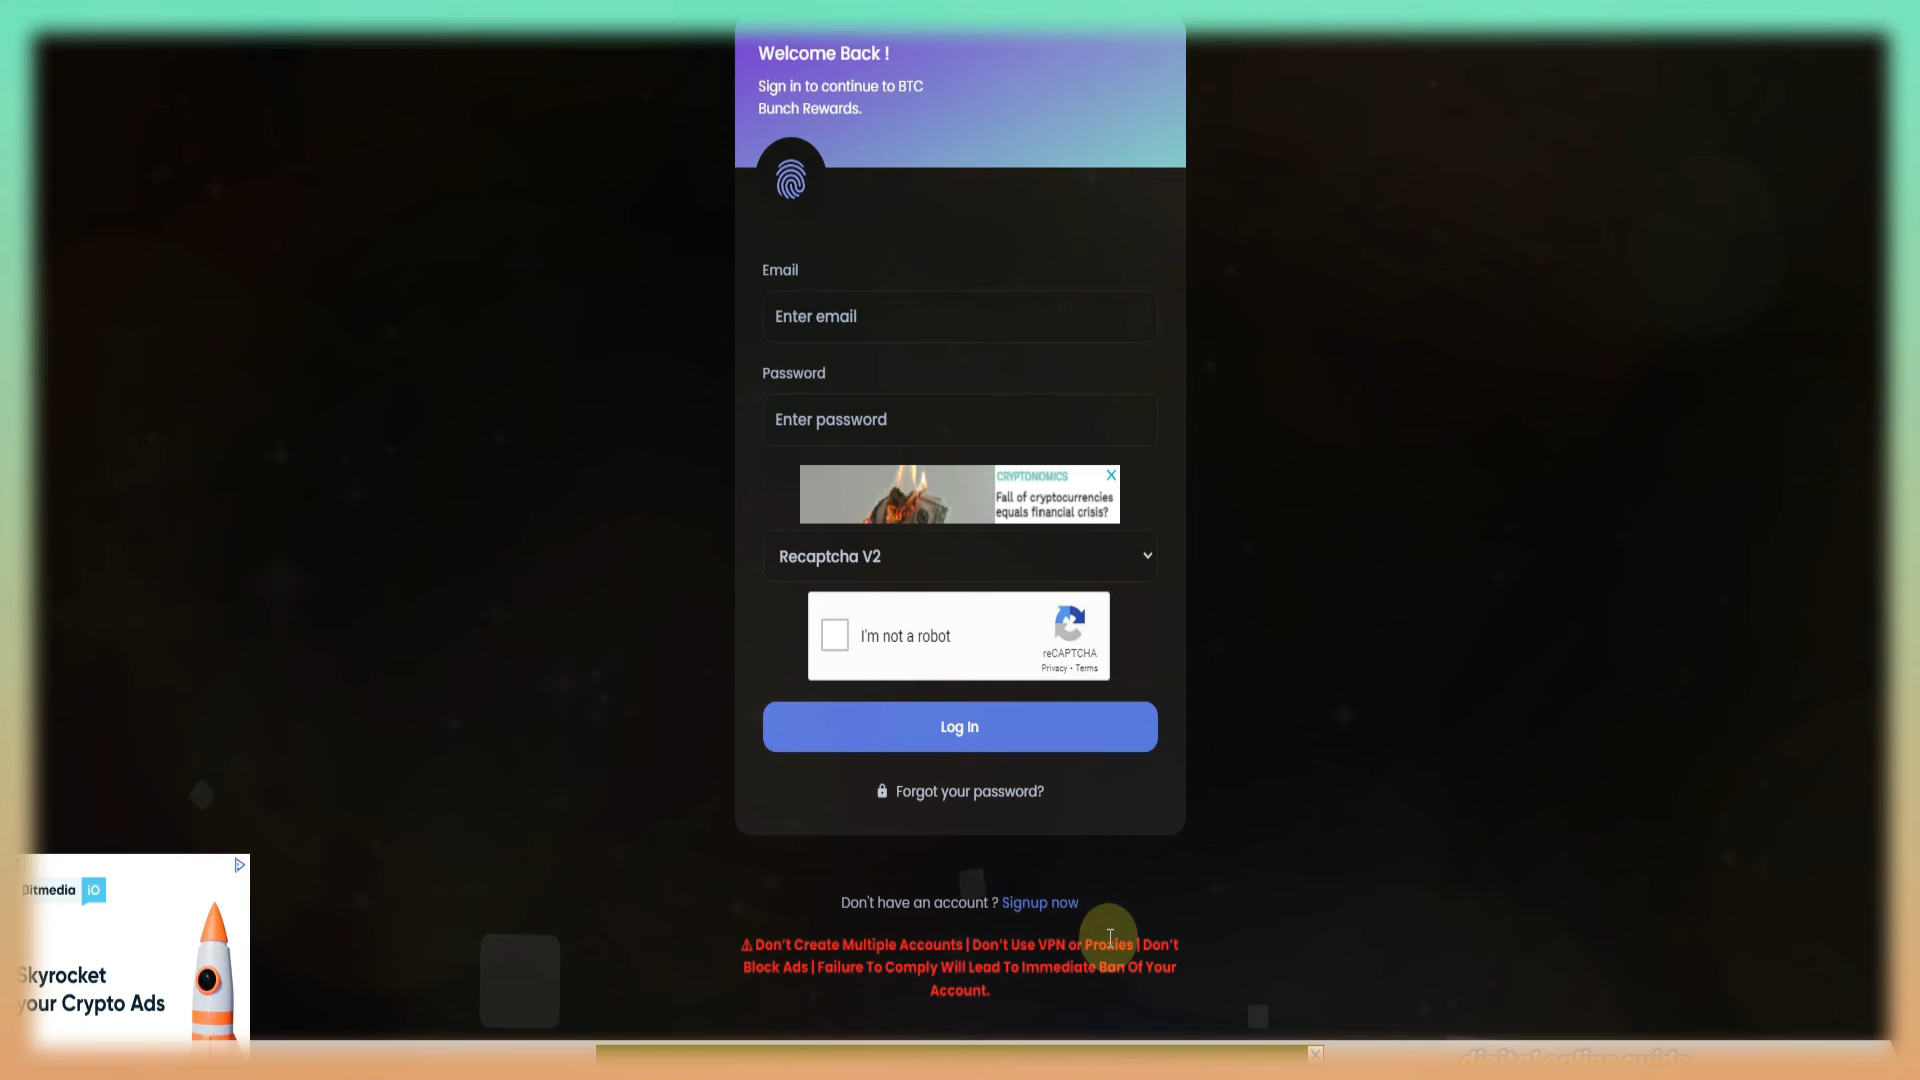 Welcome Back !
Sign in to continue to BTC
Bunch Rewards.
Email
Enter email
Password
Enter password
CRYPTONOMICS
Fall of cryptocurrencies
equals financial crisis?
Recaptcha V2
I'm not a robot
reCAPTCHA
Privacy - Terms
Log In
Forgot your password?
Don't have an account ? Signup now
⚠ Don't Create Multiple Accounts | Don't Use VPN or Proxies | Don't
Block Ads | Failure To Comply Will Lead To Immediate Ban Of Your
Account.
Bitmedia iO
Skyrocket
your Crypto Ads
digital online guide